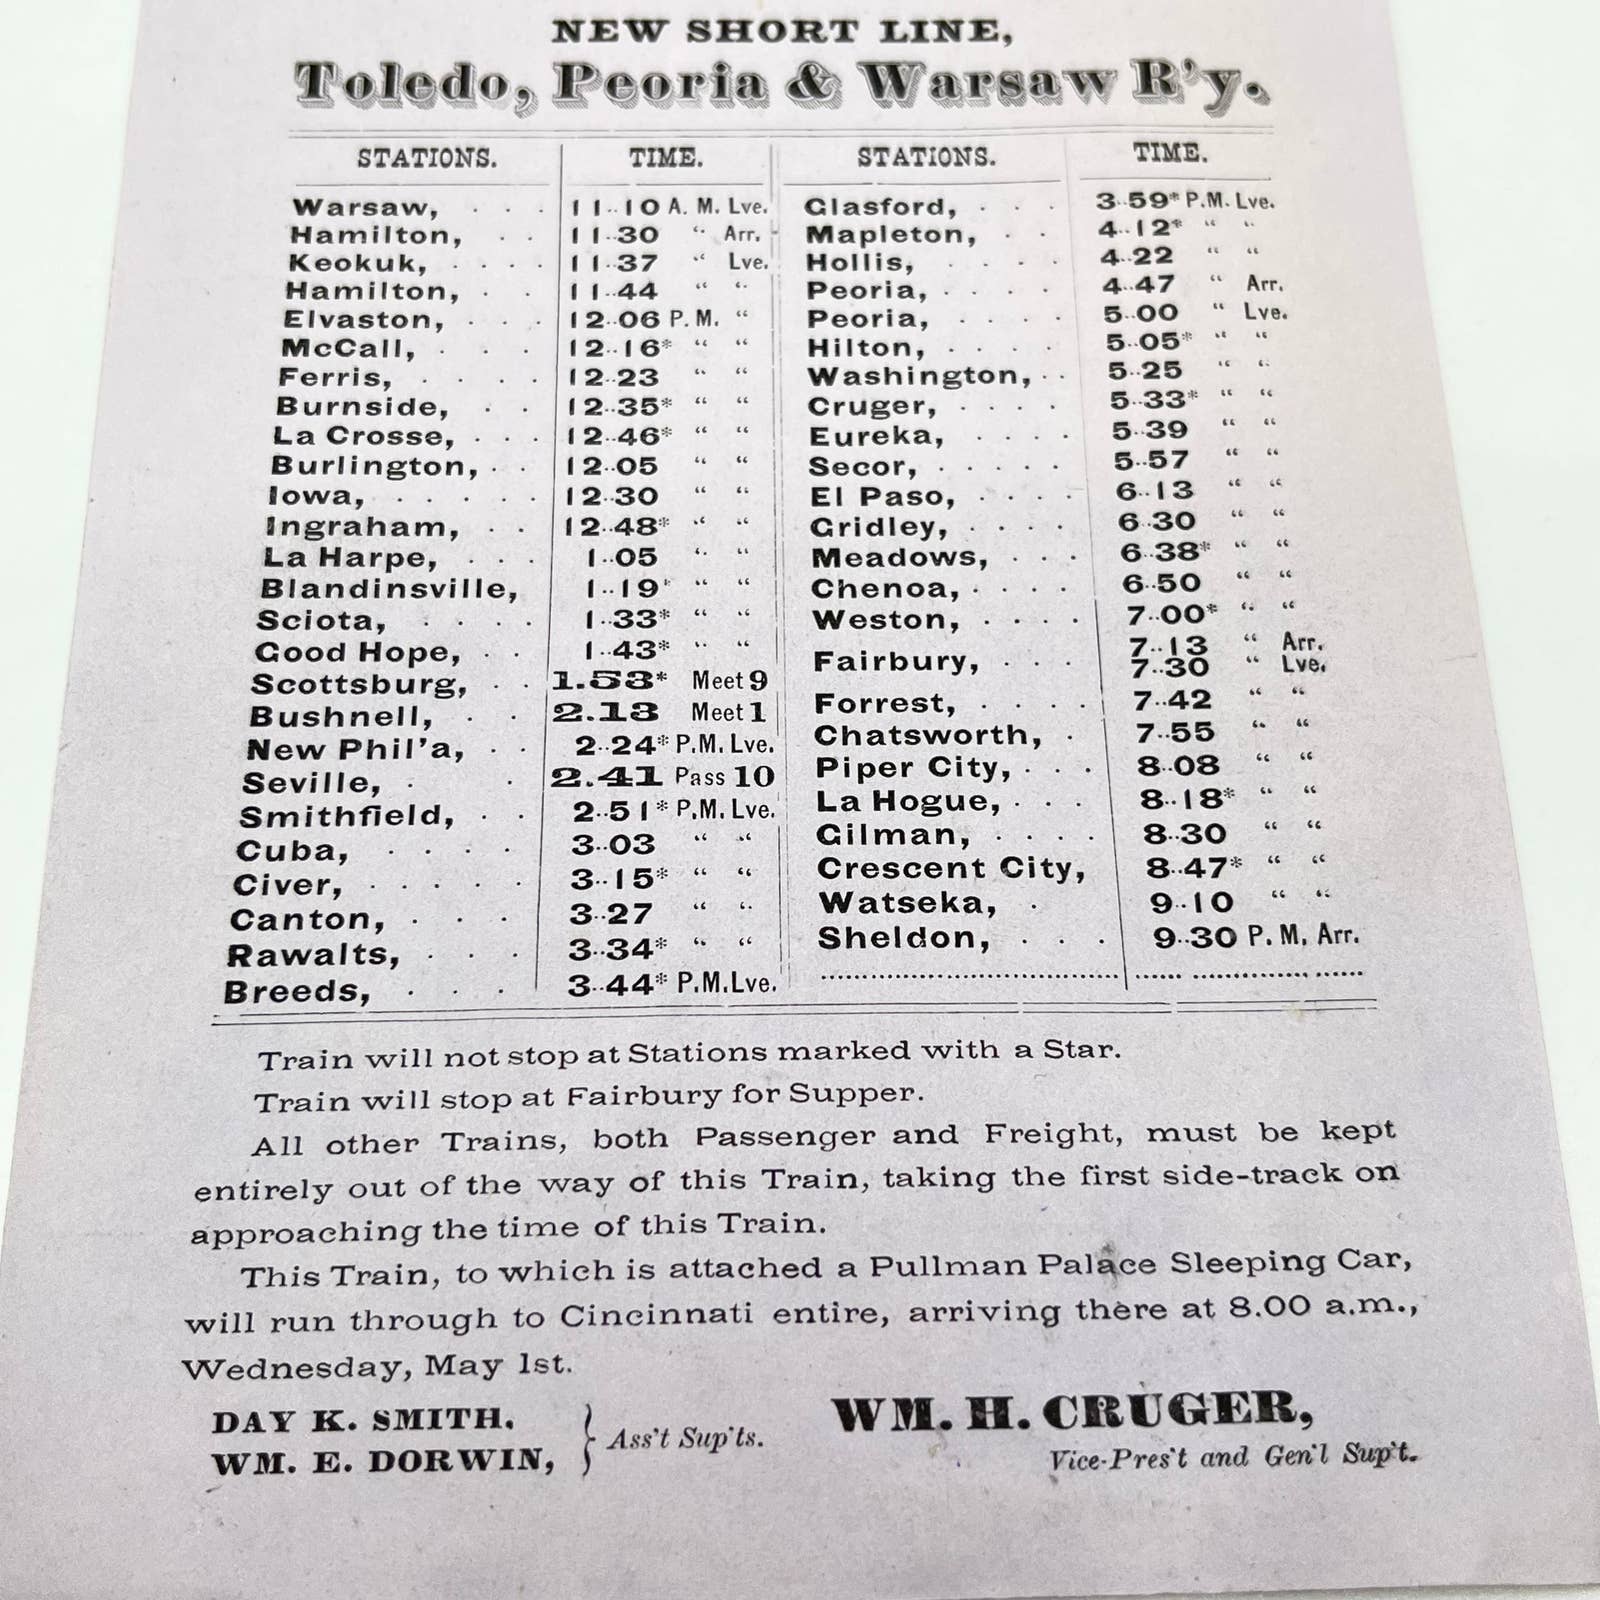 NEW SHORT LINE,
Toledo, Peoria & Warsaw R'y.
STATIONS. TIME.
Warsaw, . . . 11..10 A. M. Lve.
Hamilton, . . 11.30 " Arr.
Keokuk, . . . . 11.37 " Lve.
Hamilton, . . 11.44 " "
Elvaston, . . . 12..06 P. M. "
McCall, . . . 12..16* " "
Ferris, . . . . 12.23 " "
Burnside, . . 12..35* " "
La Crosse, . . . 12..46* " "
Burlington, . . 12..05 " "
Iowa, . . . . . 12.30 " "
Ingraham, . . 12..48* " "
La Harpe, . . . 1..05 " "
Blandinsville, 1..19* " "
Sciota, . . . . 1..33* " "
Good Hope, . . 1..43* " "
Scottsburg, . . 1.53* Meet 9
Bushnell, . . 2.13 Meet 1
New Phil'a, . . 2..24* P.M. Lve.
Seville, . . 2.41 Pass 10
Smithfield, . . 2..51* P.M. Lve.
Cuba, . . . . 3..03 " "
Civer, . . . . . 3..15* " "
Canton, . . . 3..27 " "
Rawalts, . . . 3..34* " "
Breeds, . . . 3..44* P.M.Lve.
STATIONS. TIME.
Glasford, . . . 3..59* P.M. Lve.
Mapleton, . . 4..12* " "
Hollis, . . . . 4..22 " "
Peoria, . . . . 4..47 " Arr.
Peoria, . . . . 5..00 " Lve.
Hilton, . . . . 5..05* " "
Washington, . . 5..25 " "
Cruger, . . . . 5..33* " "
Eureka, . . . . 5..39 " "
Secor, . . . . . 5..57 " "
El Paso, . . . . 6..13 " "
Gridley, . . . . 6..30 " "
Meadows, . . . 6..38* " "
Chenoa, . . . . 6..50 " "
Weston, . . . . 7..00* " "
Fairbury, . . . 7..13 " Arr.
7..30 " Lve.
Forrest, . . . . 7..42 " "
Chatsworth, . 7..55 " "
Piper City, . . . 8..08 " "
La Hogue, . . . 8..18* " "
Gilman, . . . . 8..30 " "
Crescent City, 8..47* " "
Watseka, . 9..10 " "
Sheldon, . . . 9..30 P. M, Arr.
Train will not stop at Stations marked with a Star.
Train will stop at Fairbury for Supper.
All other Trains, both Passenger and Freight, must be kept
entirely out of the way of this Train, taking the first side-track on
approaching the time of this Train.
This Train, to which is attached a Pullman Palace Sleeping Car,
will run through to Cincinnati entire, arriving there at 8.00 a.m.,
Wednesday, May 1st.
DAY K. SMITH.
WM. E. DORWIN, } Ass't Sup'ts.
WM. H. CRUGER,
Vice-Pres't and Gen'l Sup't.